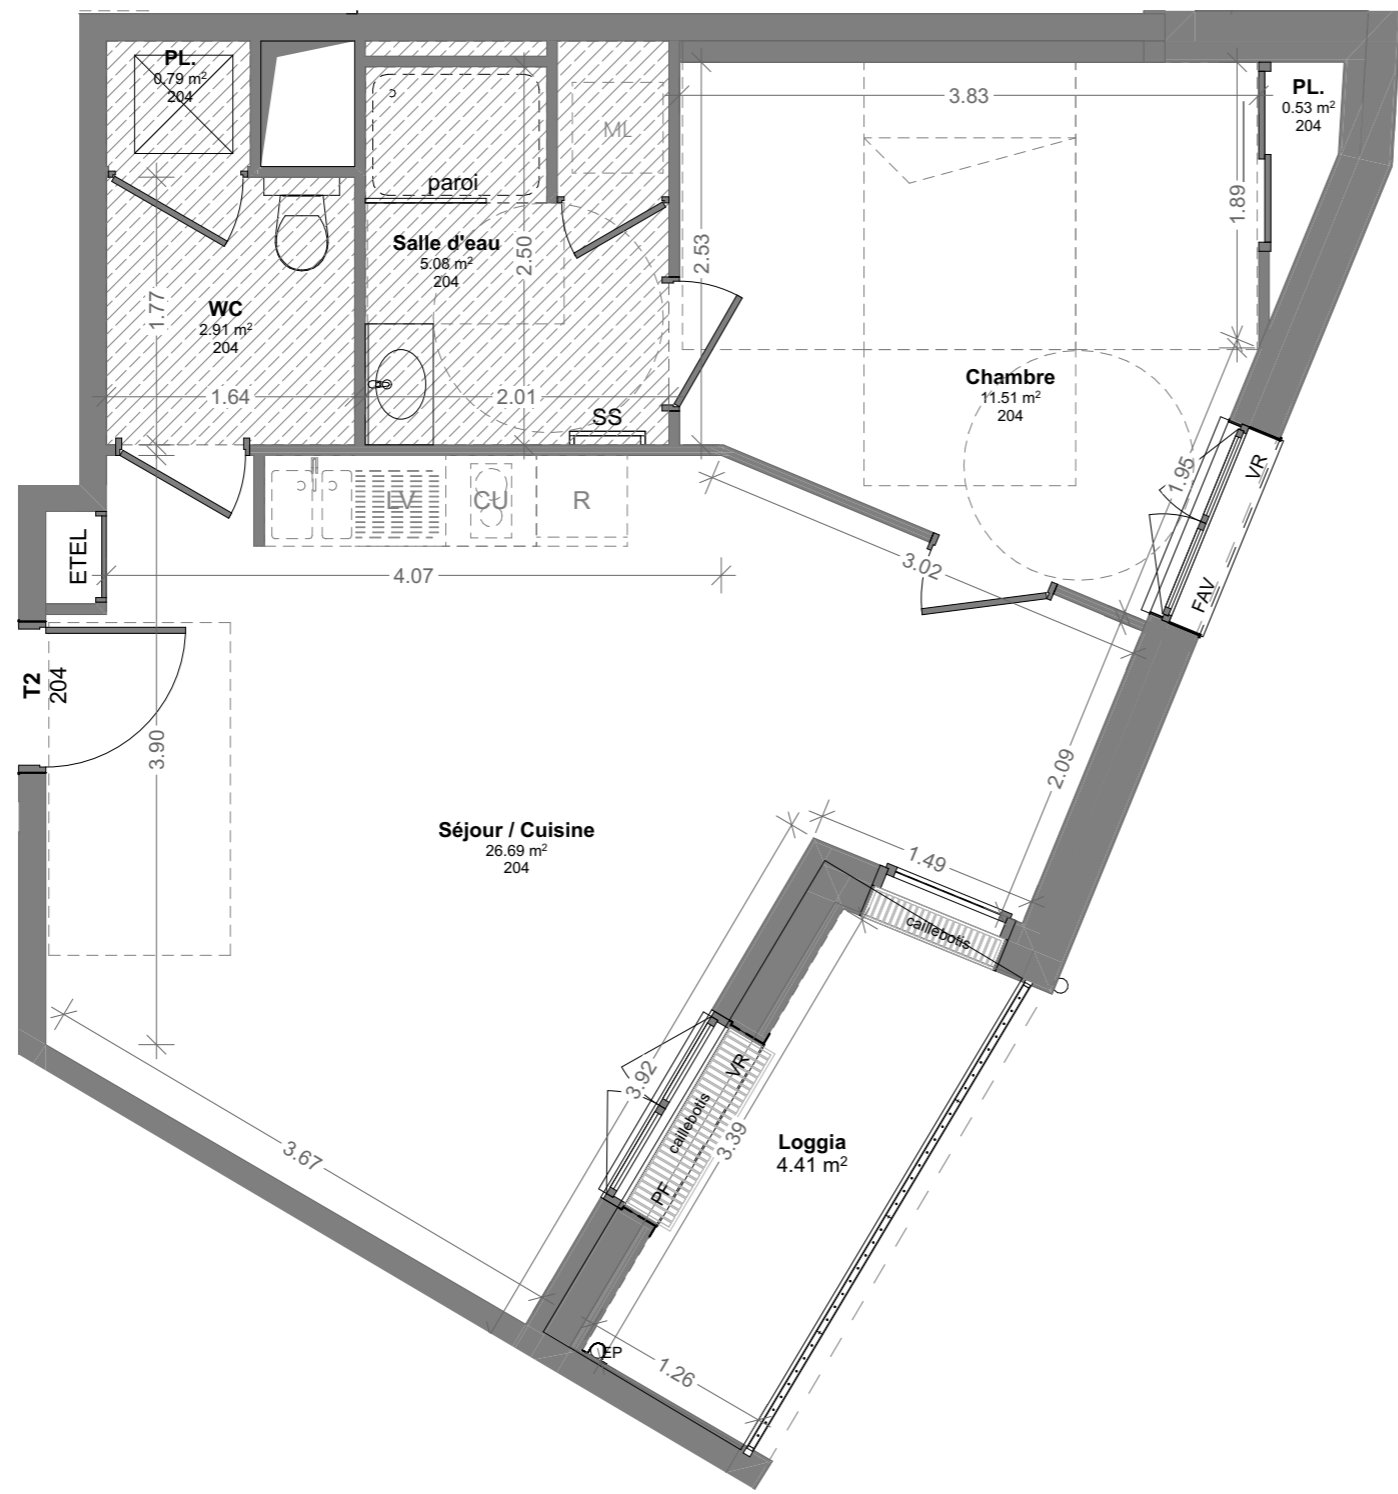 PL.
0.79 m²
204
PL.
0.53 m²
204
3.83
ML
paroi
1.89
Salle d'eau
5.08 m²
204
2.50
2.53
WC
2.91 m²
204
1.77
1.64
2.01
SS
Chambre
11.51 m²
204
1.95
VR
FAV
LV
CU
R
ETEL
4.07
3.02
T2
204
3.90
2.09
Séjour / Cuisine
26.69 m²
204
1.49
caillebotis
3.92
VR
caillebotis
PF
3.39
Loggia
4.41 m²
3.67
EP
1.26